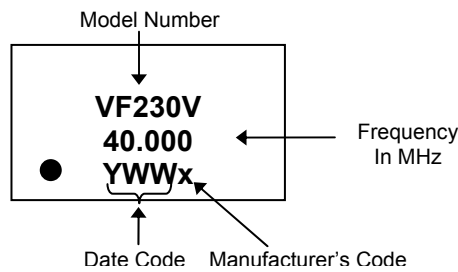 Model Number
VF230V
40.000
YWWx
Frequency
In MHz
Date Code
Manufacturer's Code